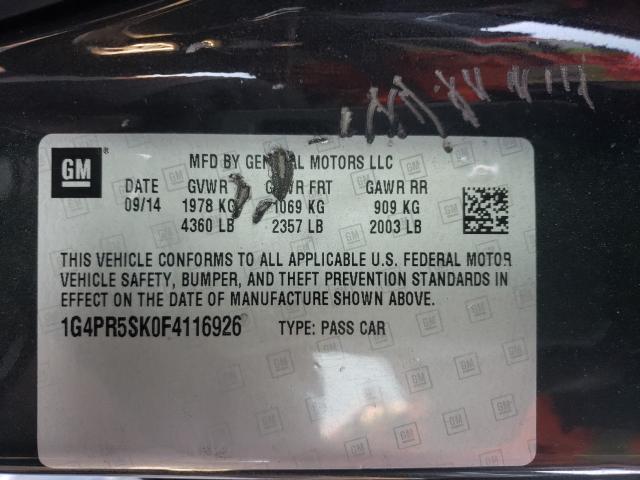 GM
MFD BY GENERAL MOTORS LLC
DATE GVWR GAWR FRT GAWR RR
09/14 1978 KG 1069 KG 909 KG
4360 LB 2357 LB 2003 LB
THIS VEHICLE CONFORMS TO ALL APPLICABLE U.S. FEDERAL MOTOR
VEHICLE SAFETY, BUMPER, AND THEFT PREVENTION STANDARDS IN
EFFECT ON THE DATE OF MANUFACTURE SHOWN ABOVE.
1G4PR5SK0F4116926 TYPE: PASS CAR